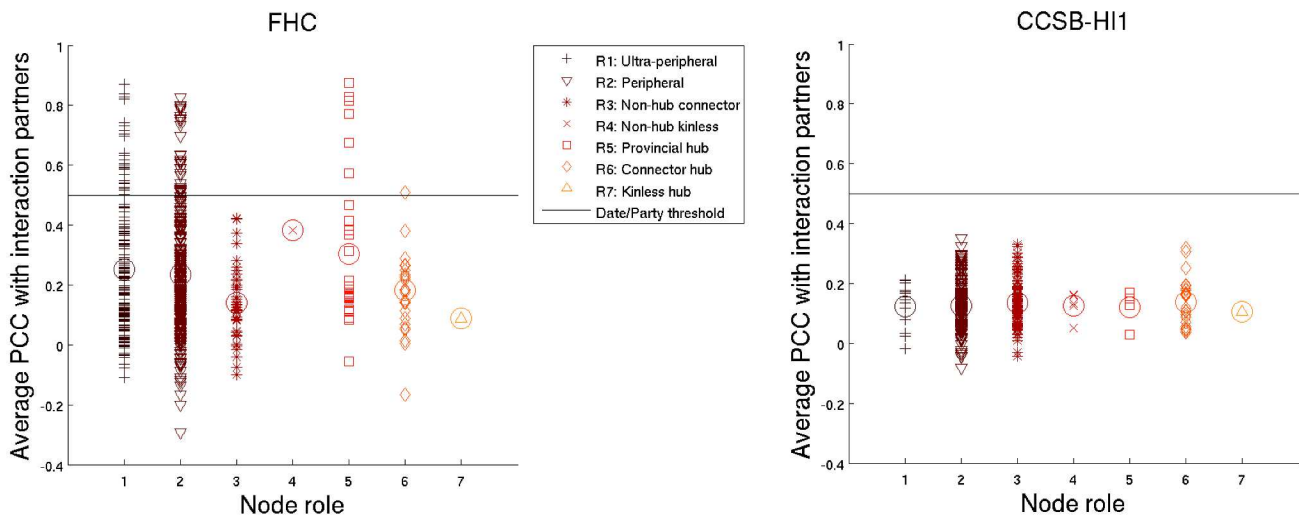 FHC
Average PCC with interaction partners
1
0.8
0.6
0.4
0.2
0
-0.2
-0.4
1 2 3 4 5 6 7
Node role
R1: Ultra-peripheral
R2: Peripheral
R3: Non-hub connector
R4: Non-hub kinless
R5: Provincial hub
R6: Connector hub
R7: Kinless hub
Date/Party threshold
CCSB-HI1
Average PCC with interaction partners
1
0.8
0.6
0.4
0.2
0
-0.2
-0.4
1 2 3 4 5 6 7
Node role